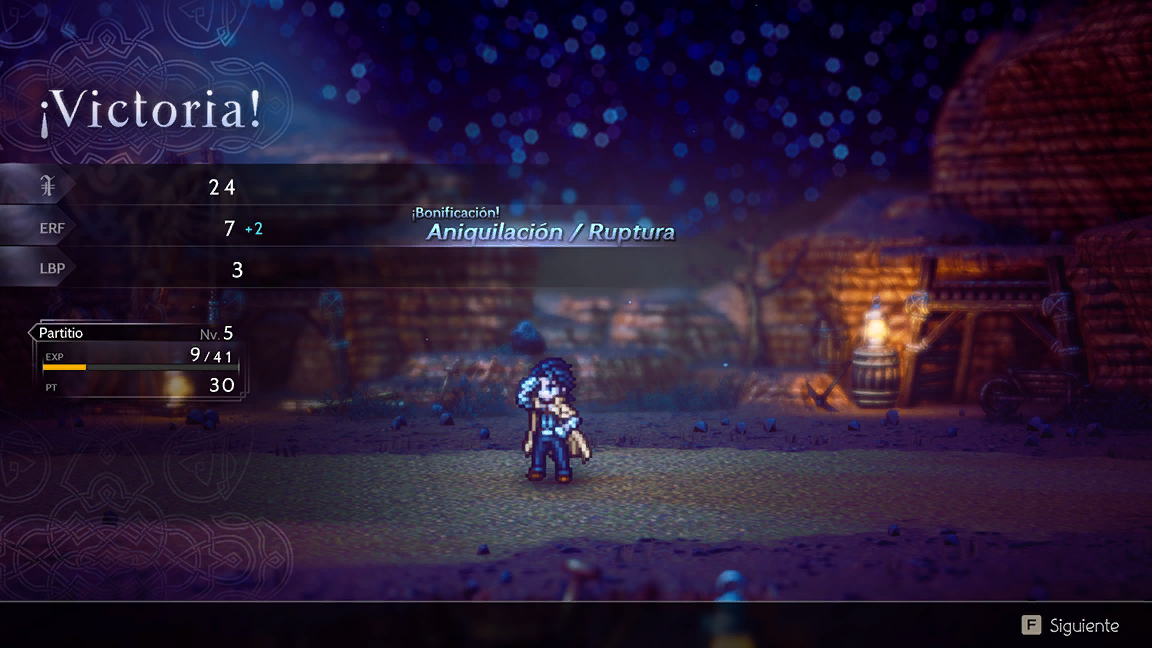 ¡Victoria!
24
ERF 7 +2
¡Bonificación!
Aniquilación / Ruptura
LBP 3
Partitio Nv. 5
EXP 9/41
PT 30
F Siguiente